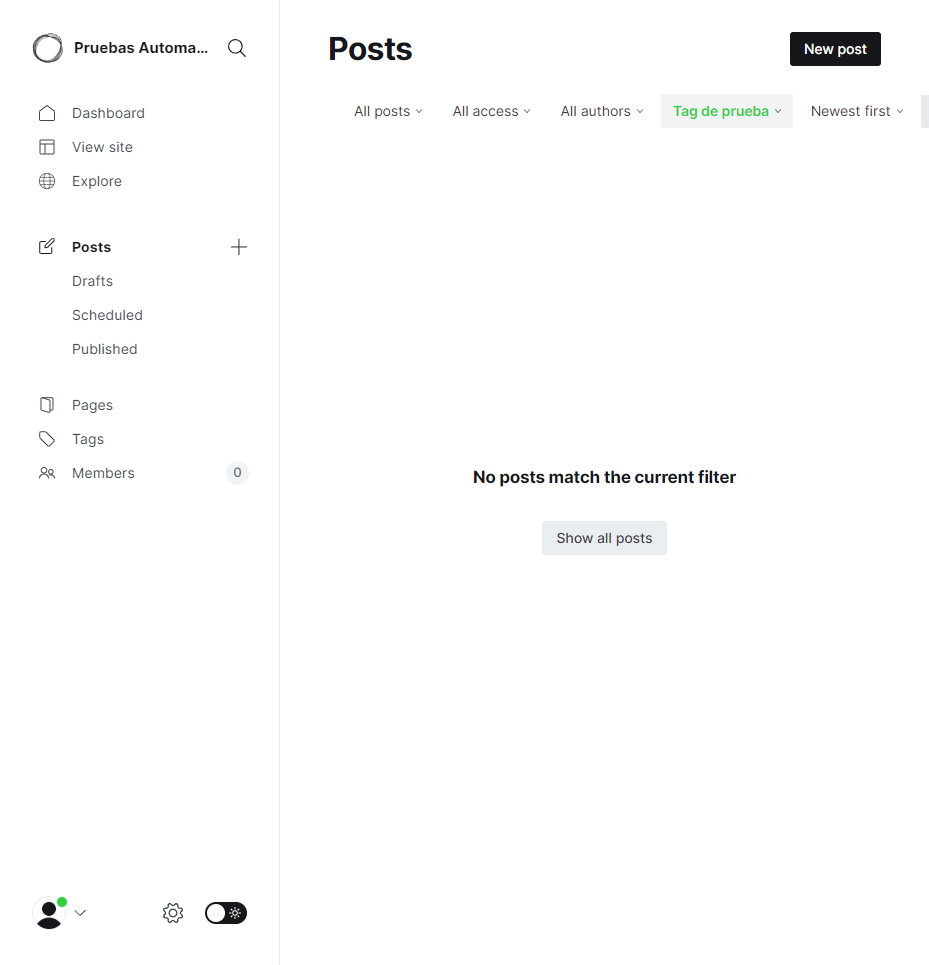 Pruebas Automa...
Dashboard
View site
Explore
Posts
Drafts
Scheduled
Published
Pages
Tags
Members 0
Posts
New post
All posts All access All authors Tag de prueba Newest first
No posts match the current filter
Show all posts